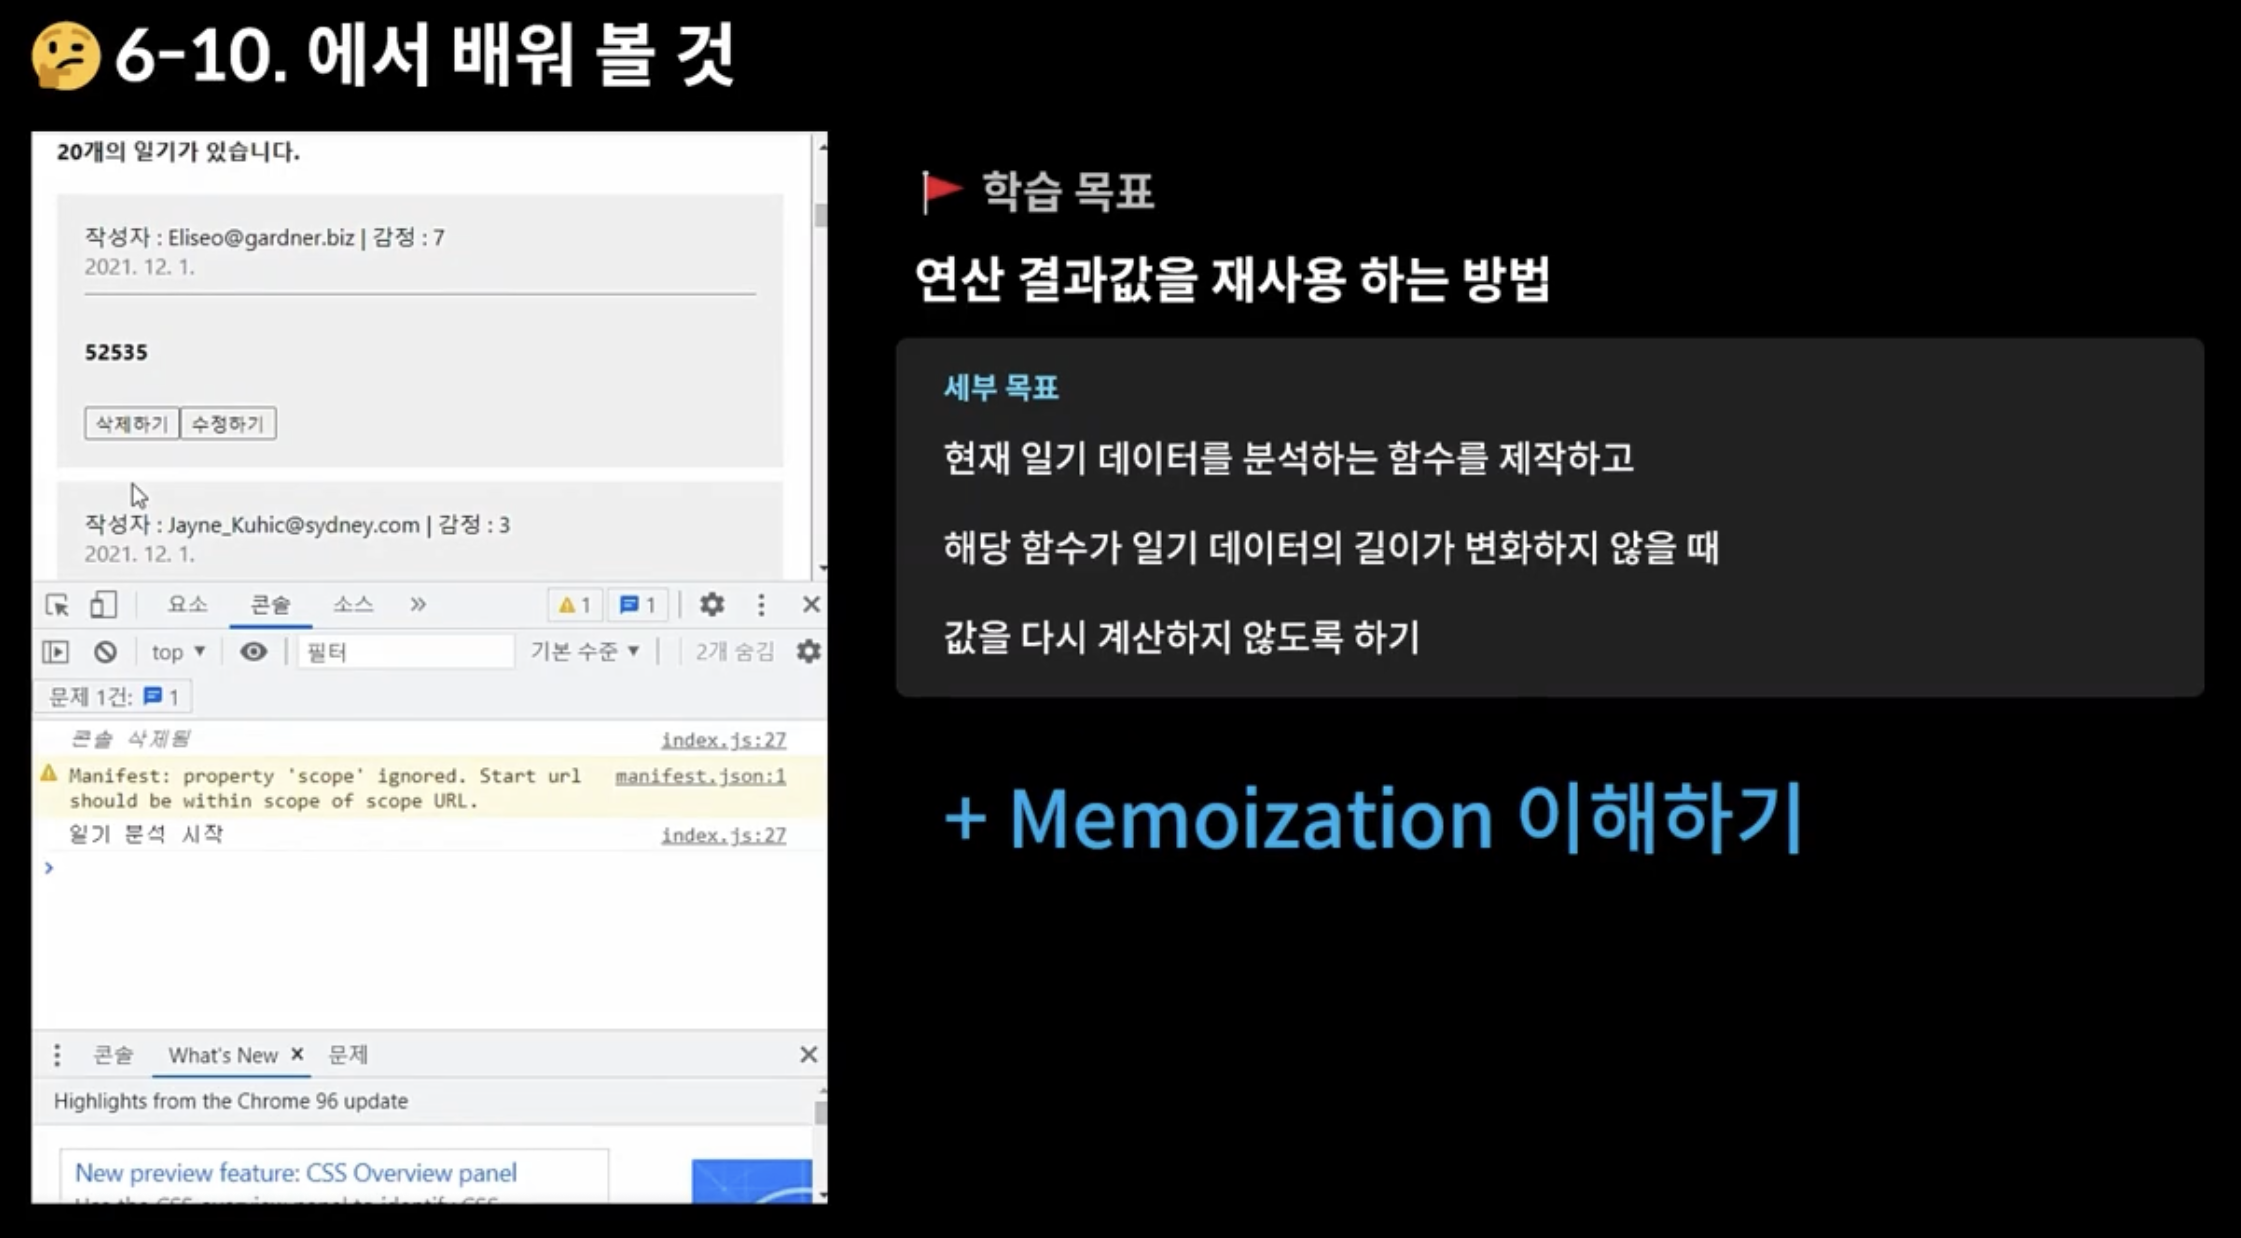 6-10. 에서 배워 볼 것
20개의 일기가 있습니다.
작성자 : Eliseo@gardner.biz | 감정 : 7
2021. 12. 1.
52535
삭제하기 수정하기
작성자 : Jayne_Kuhic@sydney.com | 감정 : 3
2021. 12. 1.
요소 콘솔 소스 » 1 1
top ▼ 필터 기본 수준 ▼ 2개 숨김
문제 1건: 1
콘솔 삭제됨 index.js:27
Manifest: property 'scope' ignored. Start url manifest.json:1
should be within scope of scope URL.
일기 분석 시작 index.js:27
콘솔 What's New × 문제
Highlights from the Chrome 96 update
New preview feature: CSS Overview panel
학습 목표
연산 결과값을 재사용 하는 방법
세부 목표
현재 일기 데이터를 분석하는 함수를 제작하고
해당 함수가 일기 데이터의 길이가 변화하지 않을 때
값을 다시 계산하지 않도록 하기
+ Memoization 이해하기